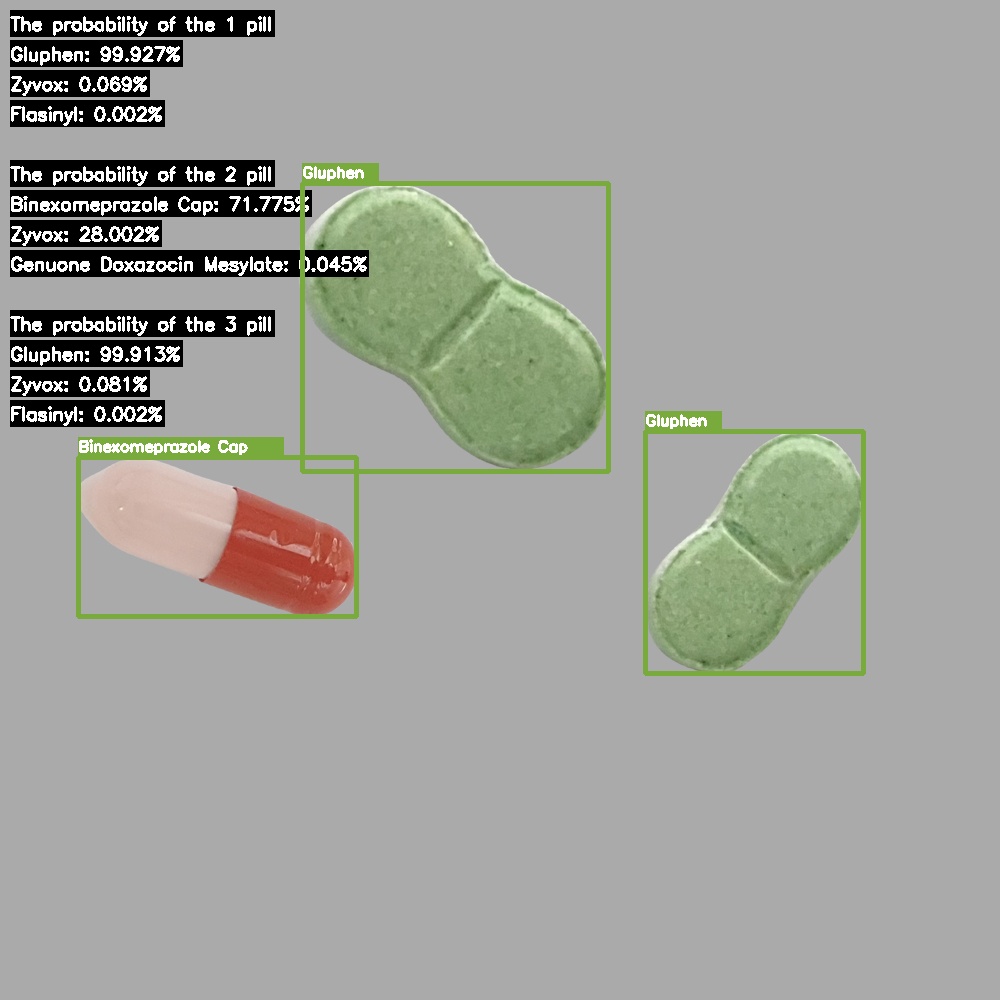 The probability of the 1 pill
Gluphen: 99.927%
Zyvox: 0.069%
Flasinyl: 0.002%
The probability of the 2 pill
Binexomeprazole Cap: 71.775%
Zyvox: 28.002%
Genuone Doxazocin Mesylate: 0.045%
The probability of the 3 pill
Gluphen: 99.913%
Zyvox: 0.081%
Flasinyl: 0.002%
Gluphen
Gluphen
Binexomeprazole Cap